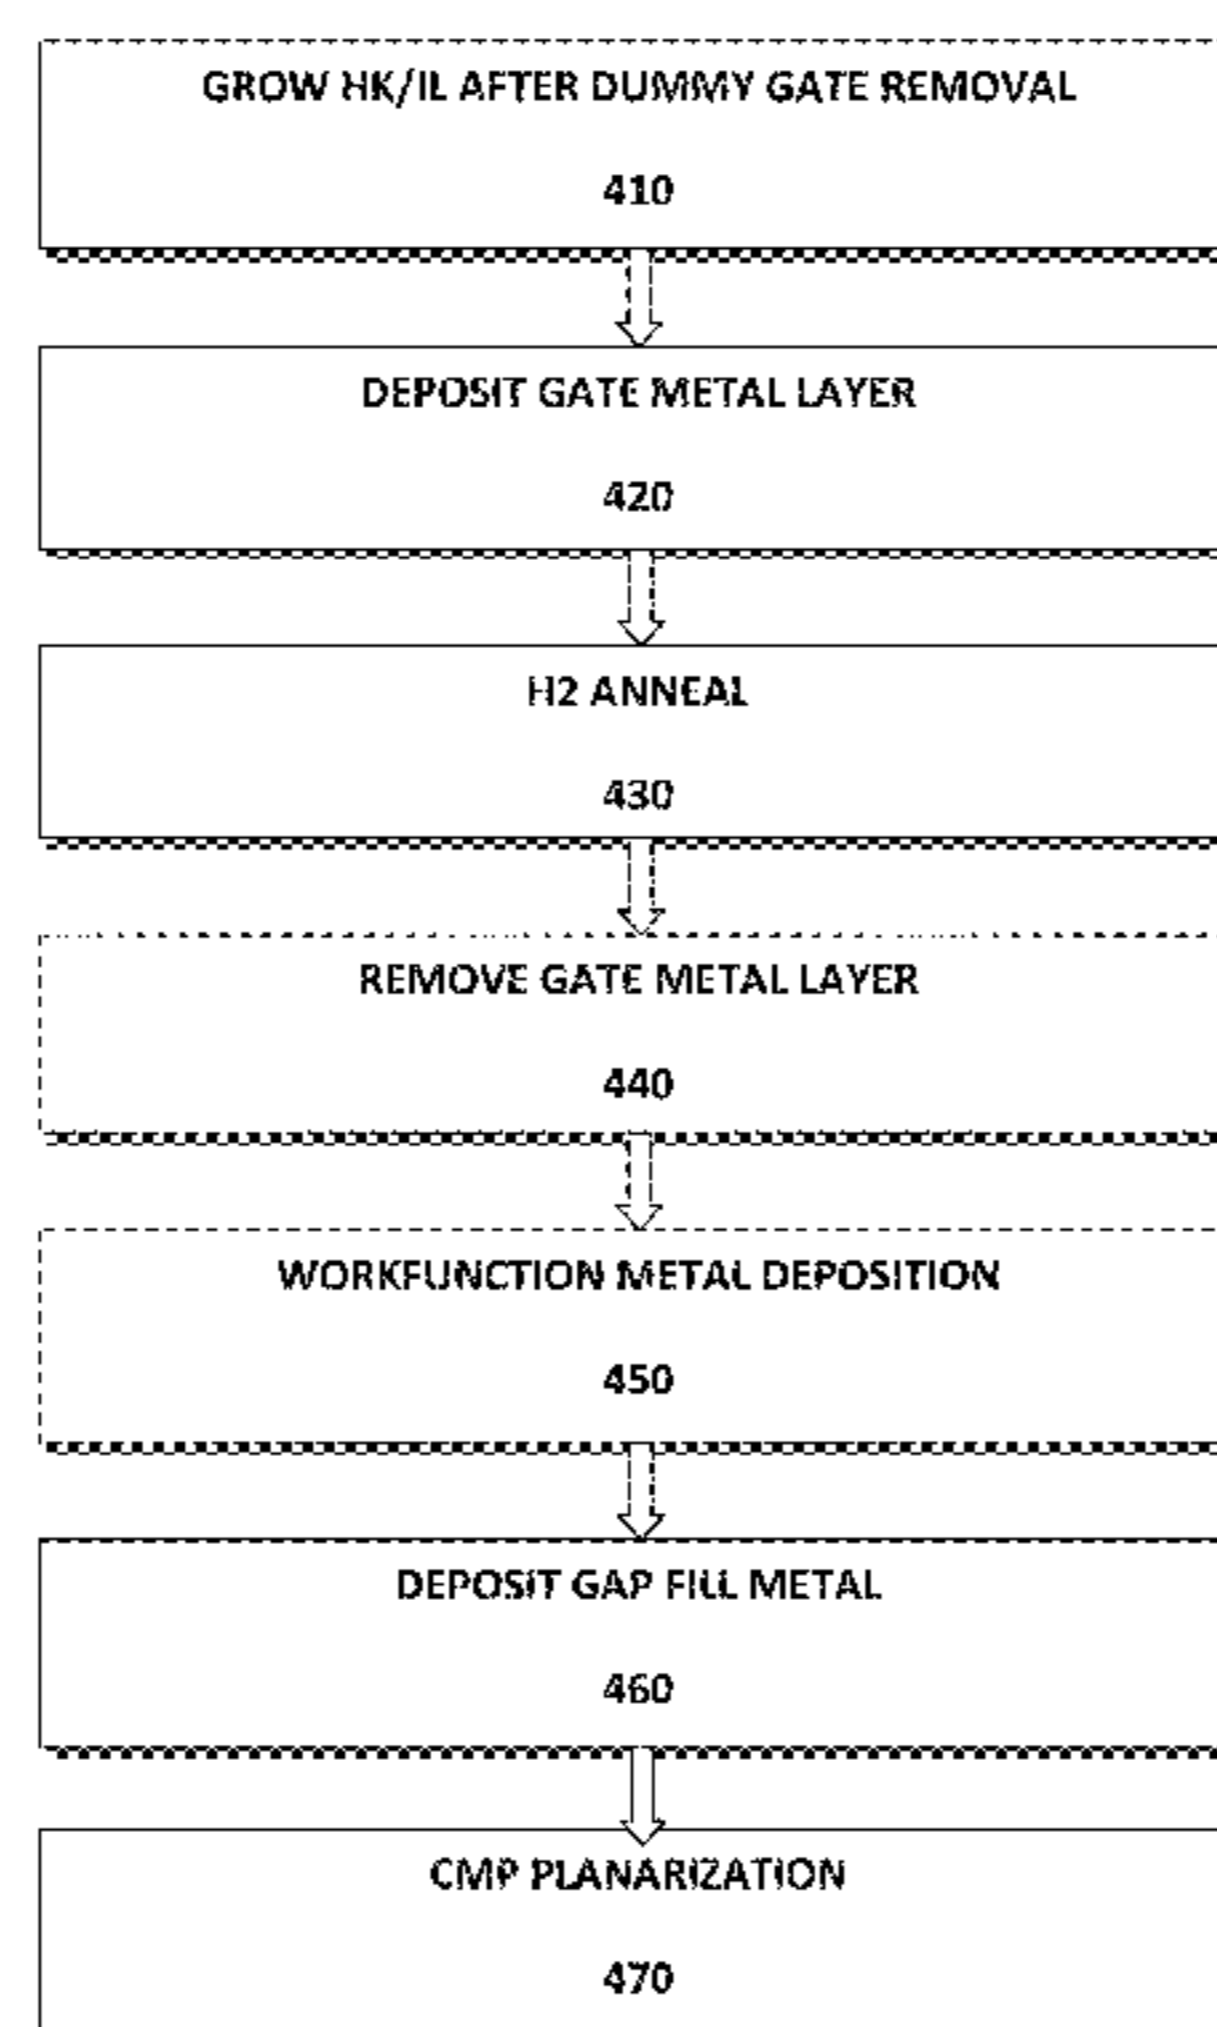 GROW HK/IL AFTER DUMMY GATE REMOVAL
410
DEPOSIT GATE METAL LAYER
420
H2 ANNEAL
430
REMOVE GATE METAL LAYER
440
WORKFUNCTION METAL DEPOSITION
450
DEPOSIT GAP FILL METAL
460
CMP PLANARIZATION
470